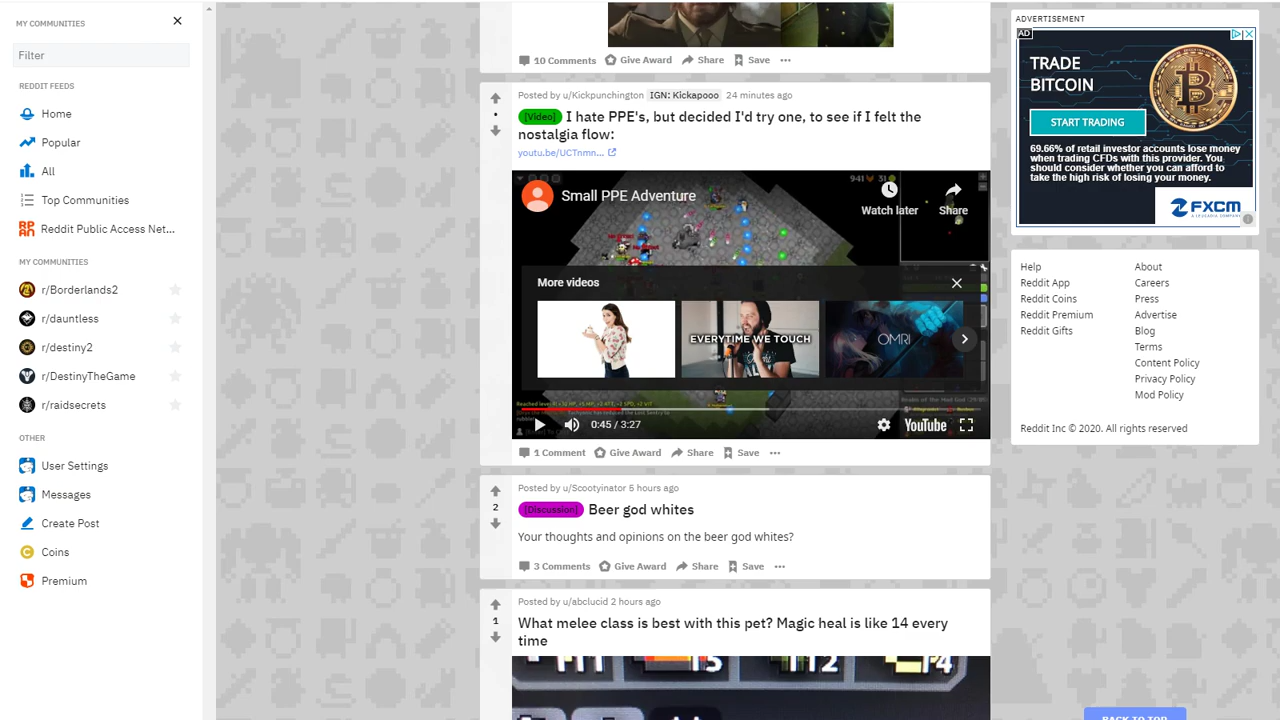 MY COMMUNITIES
Filter
REDDIT FEEDS
Home
Popular
All
Top Communities
Reddit Public Access Net...
MY COMMUNITIES
r/Borderlands2
r/dauntless
r/destiny2
r/DestinyTheGame
r/raidsecrets
OTHER
User Settings
Messages
Create Post
Coins
Premium
10 Comments Give Award Share Save
Posted by u/Kickpunchington IGN: Kickapooo 24 minutes ago
[Video] I hate PPE's, but decided I'd try one, to see if I felt the
nostalgia flow:
youtu.be/UCTnmn...
941 31
Small PPE Adventure
Watch later Share
More videos
EVERYTIME WE TOUCH
OMRI
0:45 / 3:27
YouTube
1 Comment Give Award Share Save
Posted by u/Scootyinator 5 hours ago
2
[Discussion] Beer god whites
Your thoughts and opinions on the beer god whites?
3 Comments Give Award Share Save
Posted by u/abclucid 2 hours ago
1
What melee class is best with this pet? Magic heal is like 14 every
time
ADVERTISEMENT
AD
TRADE
BITCOIN
START TRADING
69.66% of retail investor accounts lose money
when trading CFDs with this provider. You
should consider whether you can afford to
take the high risk of losing your money.
FXCM
Help
Reddit App
Reddit Coins
Reddit Premium
Reddit Gifts
About
Careers
Press
Advertise
Blog
Terms
Content Policy
Privacy Policy
Mod Policy
Reddit Inc © 2020. All rights reserved
BACK TO TOP